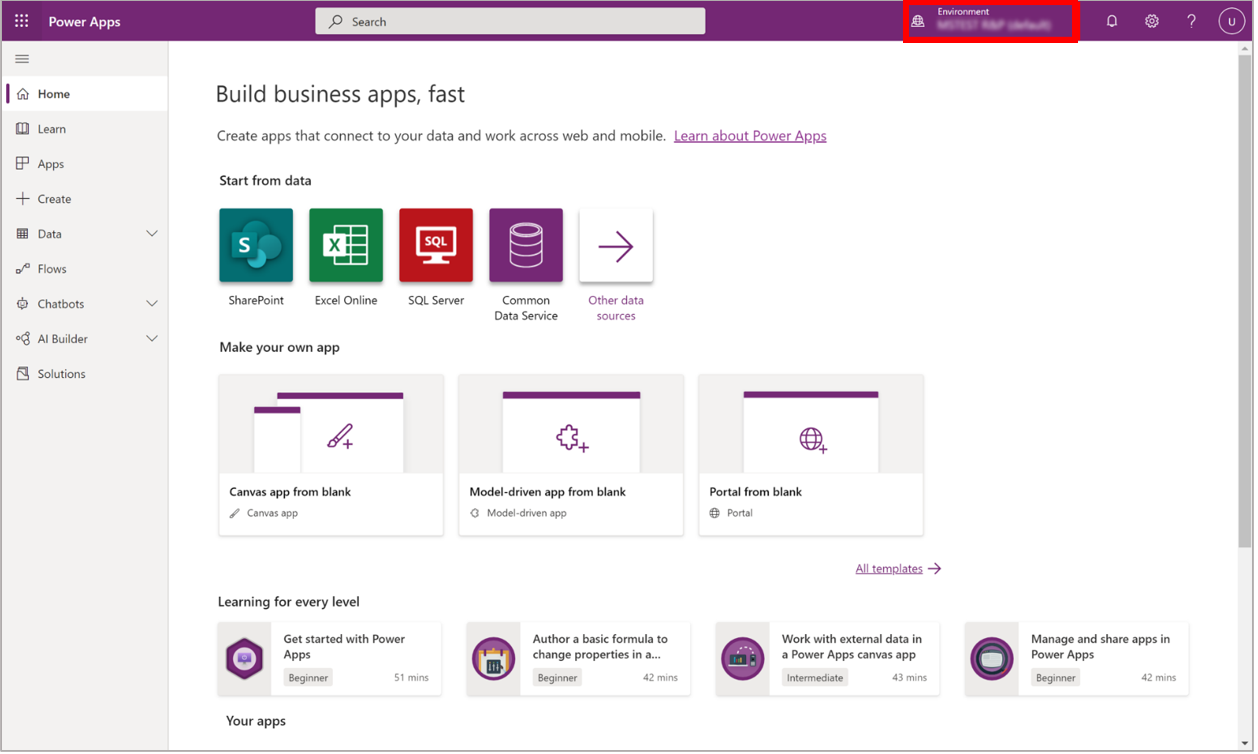 Power Apps
Search
Environment
U
Home
Learn
Apps
Create
Data
Flows
Chatbots
AI Builder
Solutions
Build business apps, fast
Create apps that connect to your data and work across web and mobile. Learn about Power Apps
Start from data
S
X
SQL
SharePoint
Excel Online
SQL Server
Common
Data Service
Other data
sources
Make your own app
Canvas app from blank
Canvas app
Model-driven app from blank
Model-driven app
Portal from blank
Portal
All templates
Learning for every level
Get started with Power
Apps
Beginner 51 mins
Author a basic formula to
change properties in a...
Beginner 42 mins
Work with external data in
a Power Apps canvas app
Intermediate 43 mins
Manage and share apps in
Power Apps
Beginner 42 mins
Your apps